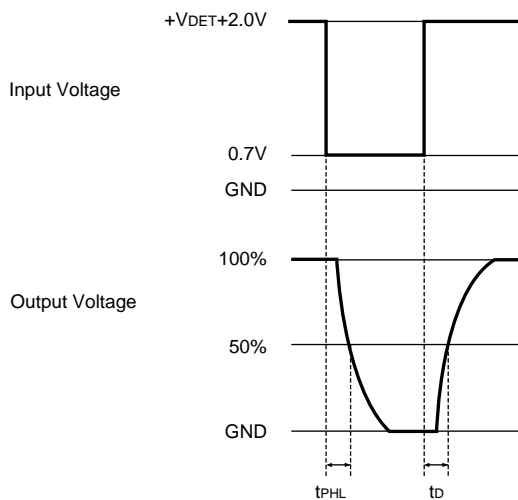 +VDET+2.0V
Input Voltage
0.7V
GND
100%
Output Voltage
50%
GND
tPHL tD